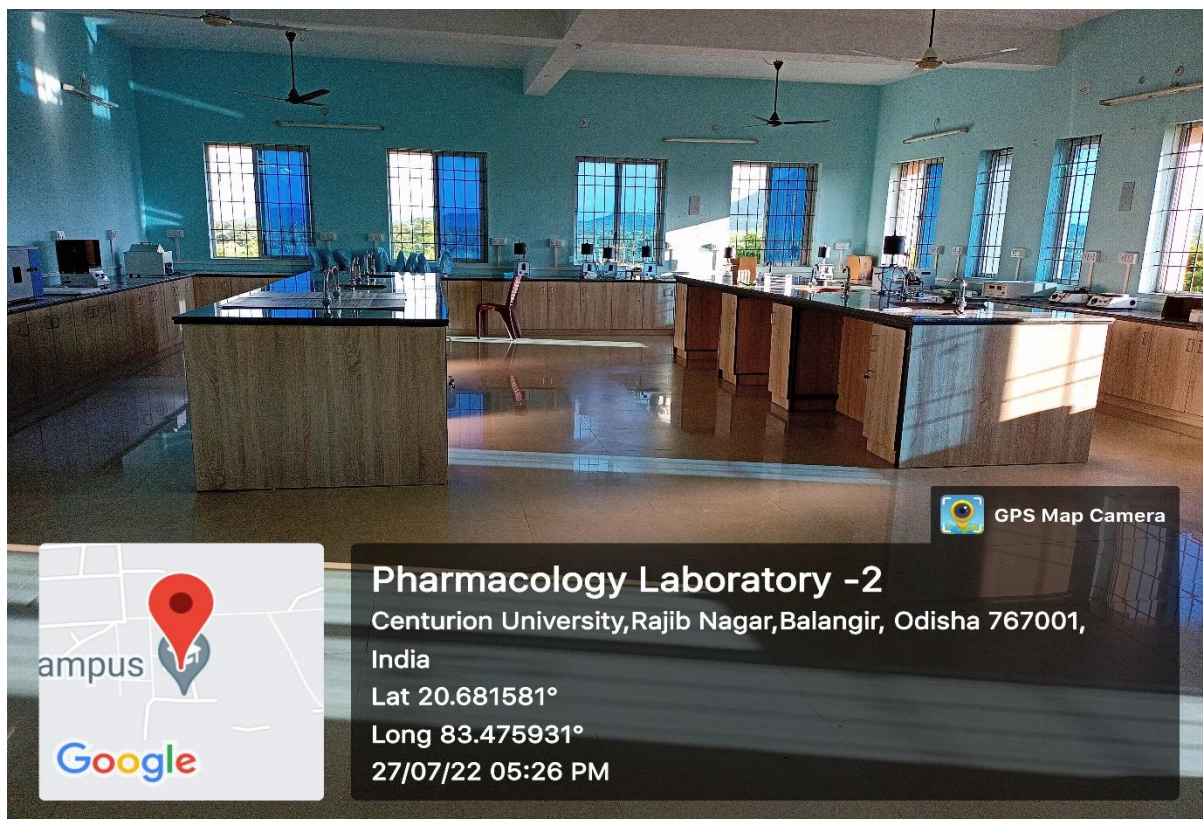 GPS Map Camera
Pharmacology Laboratory -2
Centurion University,Rajib Nagar,Balangir, Odisha 767001,
India
Lat 20.681581°
Long 83.475931°
27/07/22 05:26 PM
ampus
Google